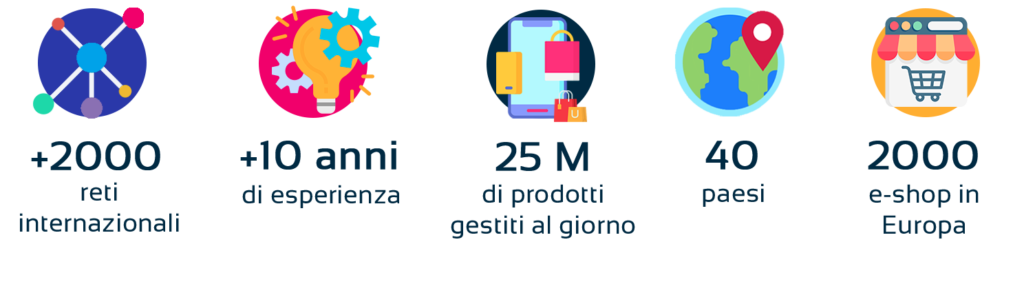 +2000
reti
internazionali
+10 anni
di esperienza
25 M
di prodotti
gestiti al giorno
40
paesi
2000
e-shop in
Europa